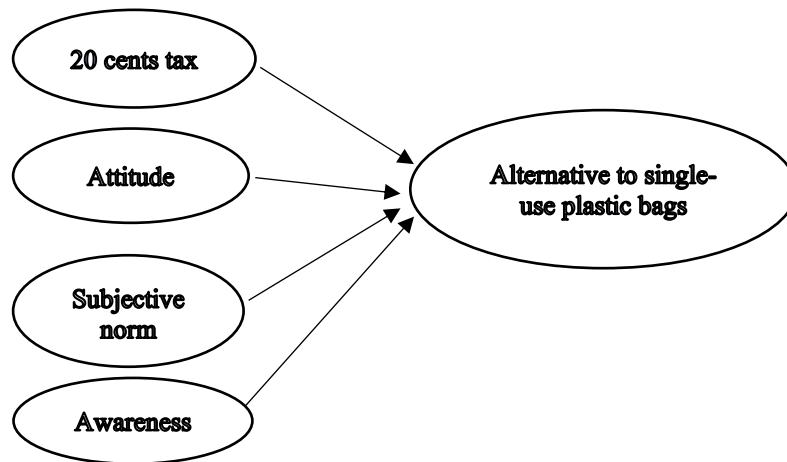 20 cents tax
Attitude
Subjective
norm
Awareness
Alternative to single-
use plastic bags